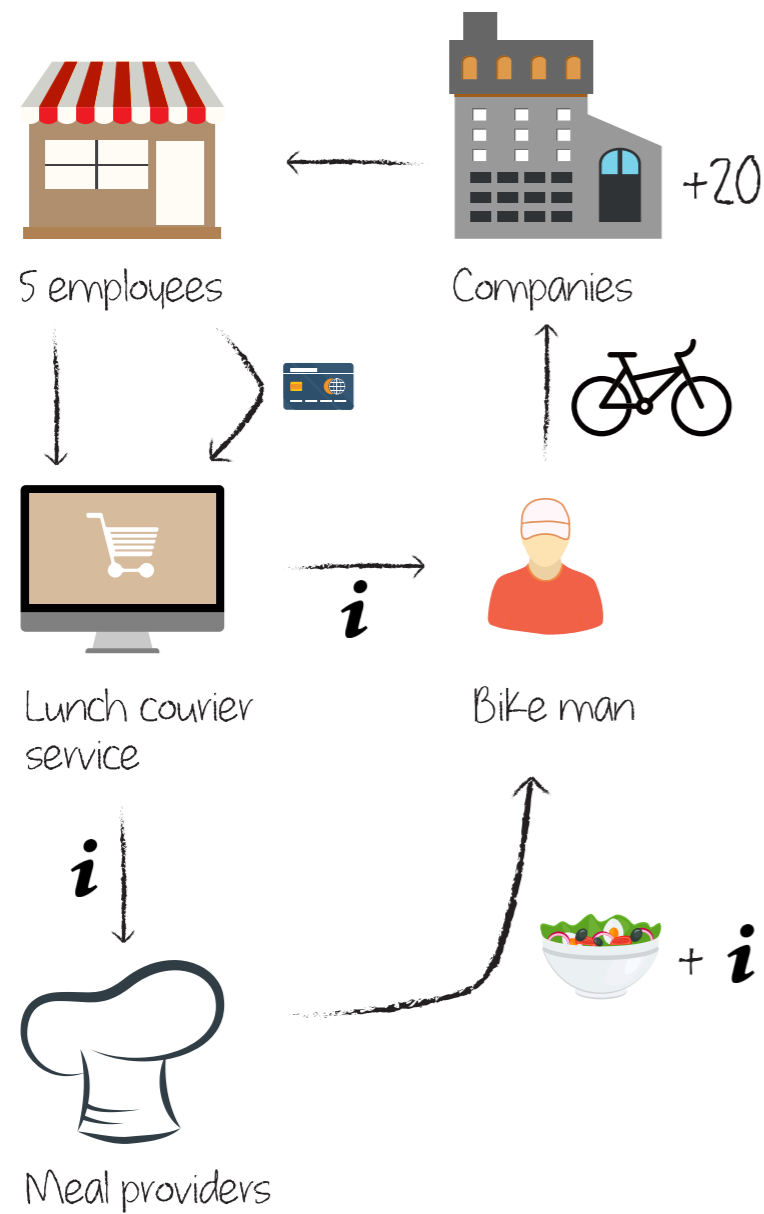 +20
5 employees
Companies
i
Lunch courier
service
Bike man
i
+ i
Meal providers